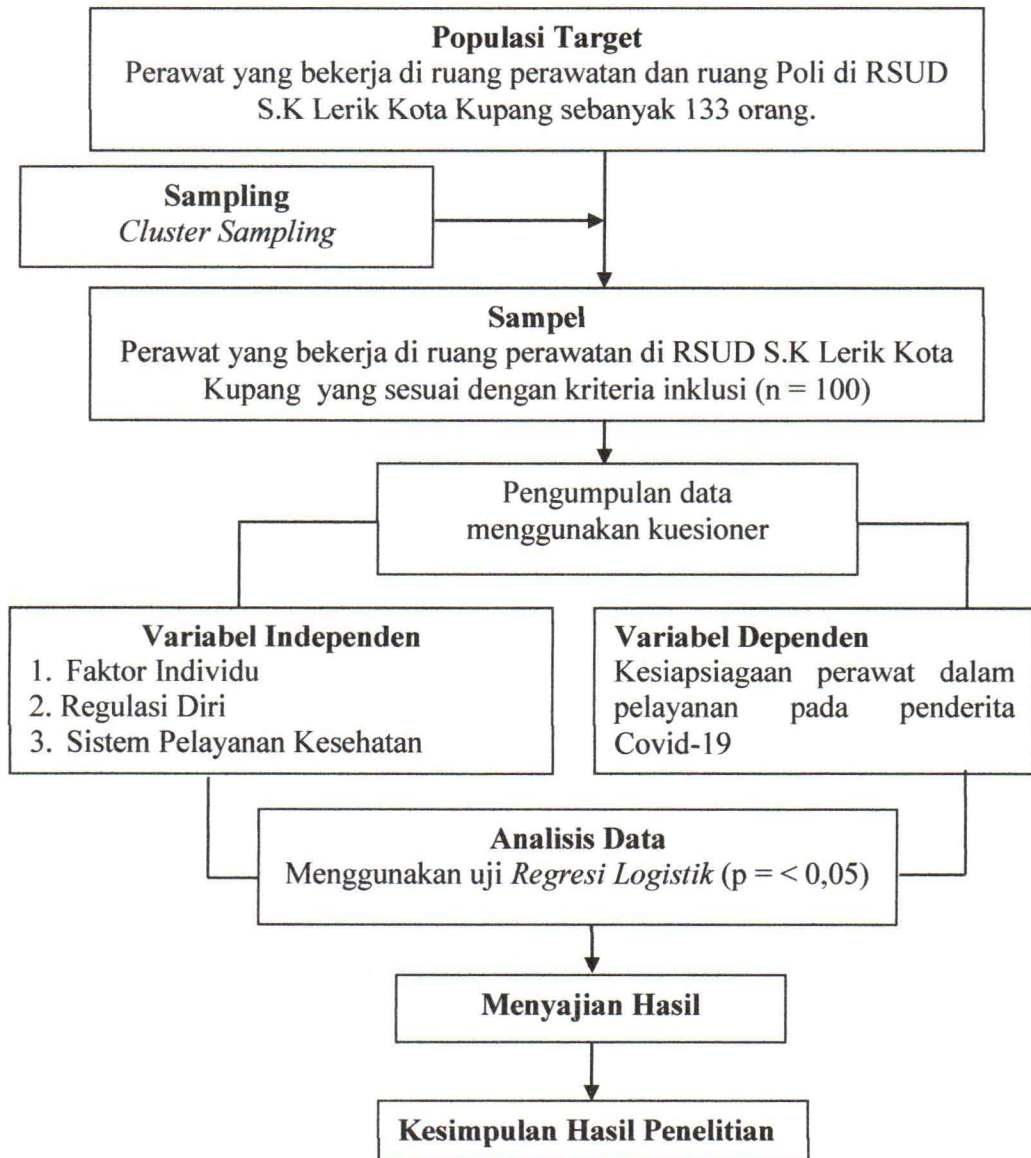 Populasi Target
Perawat yang bekerja di ruang perawatan dan ruang Poli di RSUD
S.K Lerik Kota Kupang sebanyak 133 orang.
Sampling
Cluster Sampling
Sampel
Perawat yang bekerja di ruang perawatan di RSUD S.K Lerik Kota
Kupang yang sesuai dengan kriteria inklusi (n = 100)
Pengumpulan data
menggunakan kuesioner
Variabel Independen
1. Faktor Individu
2. Regulasi Diri
3. Sistem Pelayanan Kesehatan
Variabel Dependen
Kesiapsiagaan perawat dalam
pelayanan pada penderita
Covid-19
Analisis Data
Menggunakan uji Regresi Logistik (p = < 0,05)
Menyajian Hasil
Kesimpulan Hasil Penelitian